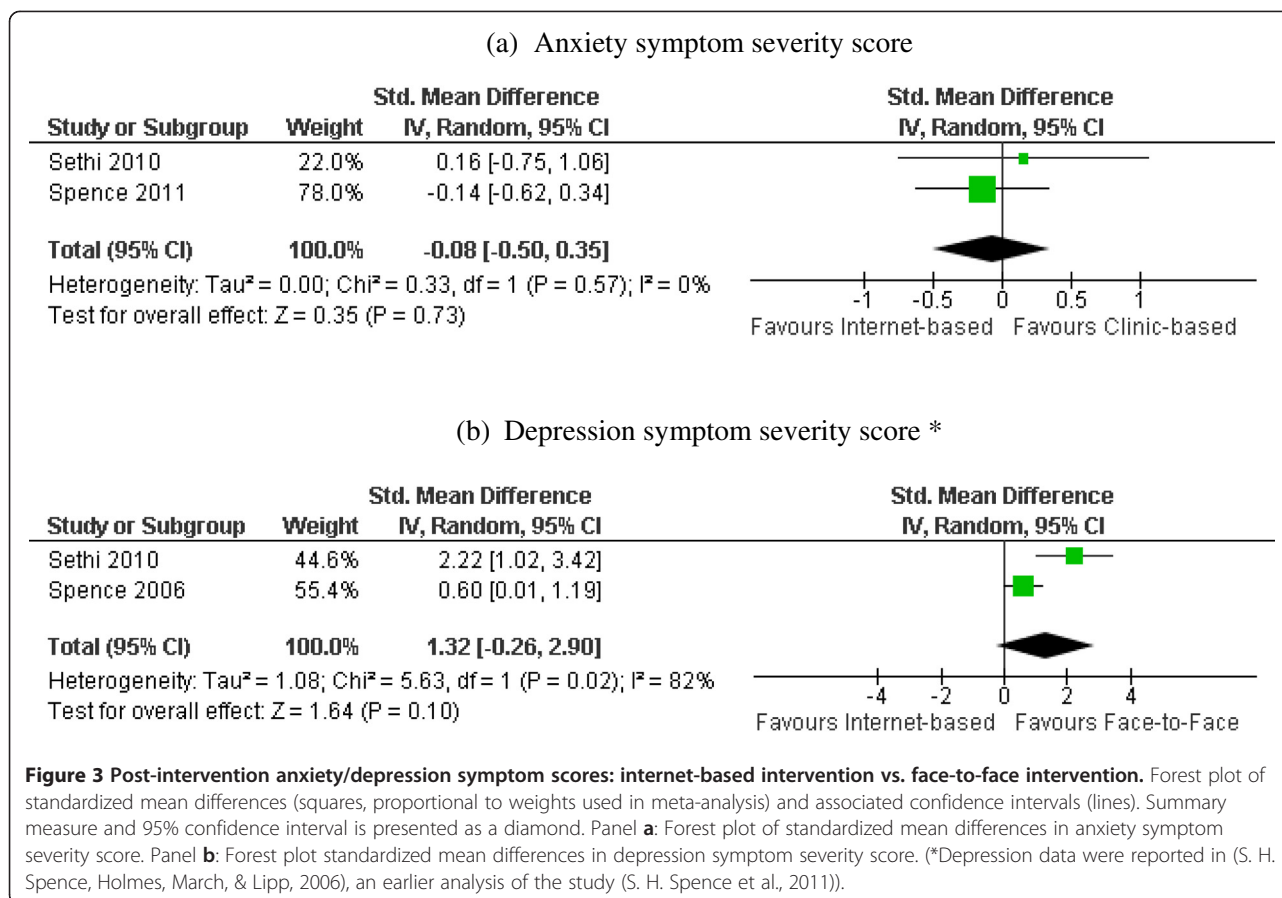 (a) Anxiety symptom severity score
Std. Mean Difference Std. Mean Difference
Study or Subgroup Weight IV, Random, 95% CI IV, Random, 95% CI
Sethi 2010 22.0% 0.16 [-0.75, 1.06]
Spence 2011 78.0% -0.14 [-0.62, 0.34]
Total (95% CI) 100.0% -0.08 [-0.50, 0.35]
Heterogeneity: Tau² = 0.00; Chi² = 0.33, df = 1 (P = 0.57); I² = 0%
Test for overall effect: Z = 0.35 (P = 0.73)
-1 -0.5 0 0.5 1
Favours Internet-based Favours Clinic-based
(b) Depression symptom severity score *
Std. Mean Difference Std. Mean Difference
Study or Subgroup Weight IV, Random, 95% CI IV, Random, 95% CI
Sethi 2010 44.6% 2.22 [1.02, 3.42]
Spence 2006 55.4% 0.60 [0.01, 1.19]
Total (95% CI) 100.0% 1.32 [-0.26, 2.90]
Heterogeneity: Tau² = 1.08; Chi² = 5.63, df = 1 (P = 0.02); I² = 82%
Test for overall effect: Z = 1.64 (P = 0.10)
-4 -2 0 2 4
Favours Internet-based Favours Face-to-Face
Figure 3 Post-intervention anxiety/depression symptom scores: internet-based intervention vs. face-to-face intervention. Forest plot of
standardized mean differences (squares, proportional to weights used in meta-analysis) and associated confidence intervals (lines). Summary
measure and 95% confidence interval is presented as a diamond. Panel a: Forest plot of standardized mean differences in anxiety symptom
severity score. Panel b: Forest plot standardized mean differences in depression symptom severity score. (*Depression data were reported in (S. H.
Spence, Holmes, March, & Lipp, 2006), an earlier analysis of the study (S. H. Spence et al., 2011)).